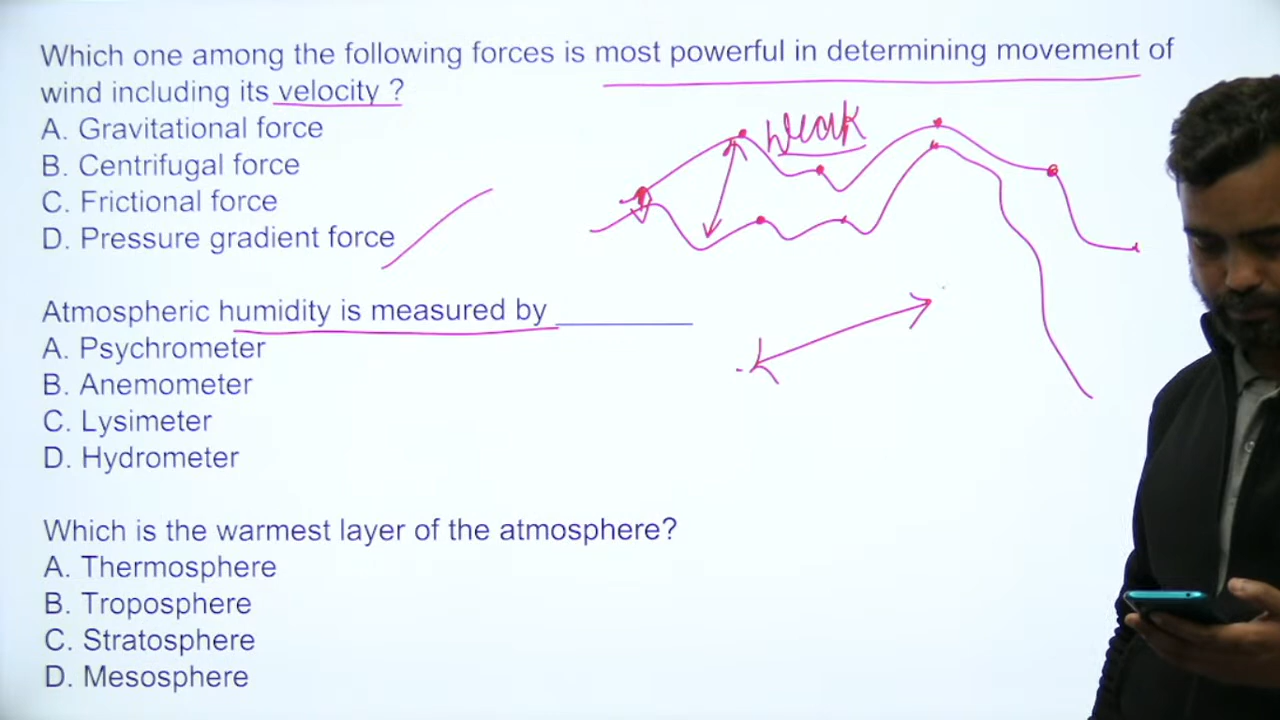 Which one among the following forces is most powerful in determining movement of
wind including its velocity ?
A. Gravitational force
B. Centrifugal force
C. Frictional force
D. Pressure gradient force
weak
Atmospheric humidity is measured by __________
A. Psychrometer
B. Anemometer
C. Lysimeter
D. Hydrometer
Which is the warmest layer of the atmosphere?
A. Thermosphere
B. Troposphere
C. Stratosphere
D. Mesosphere